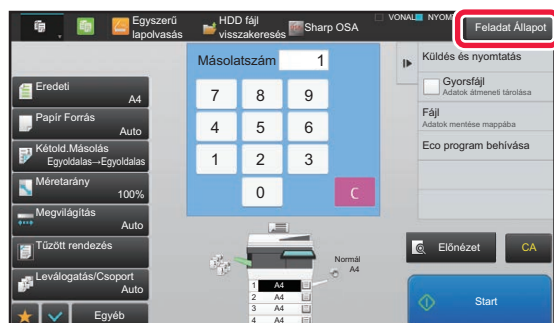 Egyszerű
lapolvasás
HDD fájl
visszakeresés
Sharp OSA
VONAL
NYOM
Feladat Állapot
Másolatszám
1
Eredeti
A4
Papír Forrás
Auto
Kétold.Másolás
Egyoldalas→Egyoldalas
Méretarány
100%
Megvilágítás
Auto
Tűzött rendezés
Leválogatás/Csoport
Auto
Egyéb
7 8 9
4 5 6
1 2 3
0 C
Normál
A4
1 A4
2 A4
3 A4
4 A4
Küldés és nyomtatás
Gyorsfájl
Adatok átmeneti tárolása
Fájl
Adatok mentése mappába
Eco program behívása
Előnézet
CA
Start